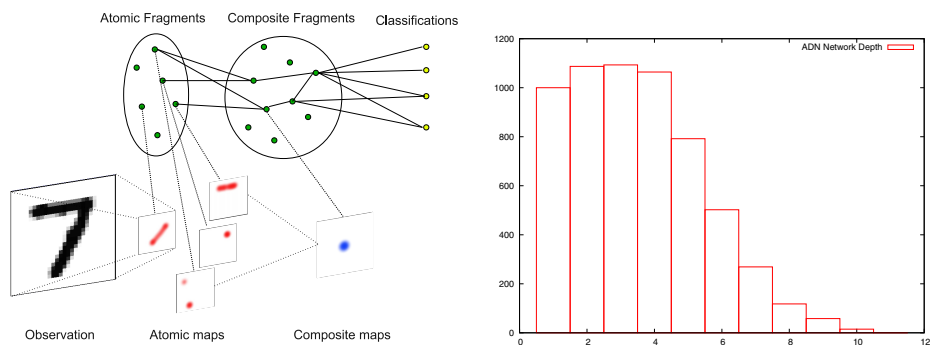 Atomic Fragments
Composite Fragments
Classifications
Observation
Atomic maps
Composite maps
ADN Network Depth
1200
1000
800
600
400
200
0
0 2 4 6 8 10 12